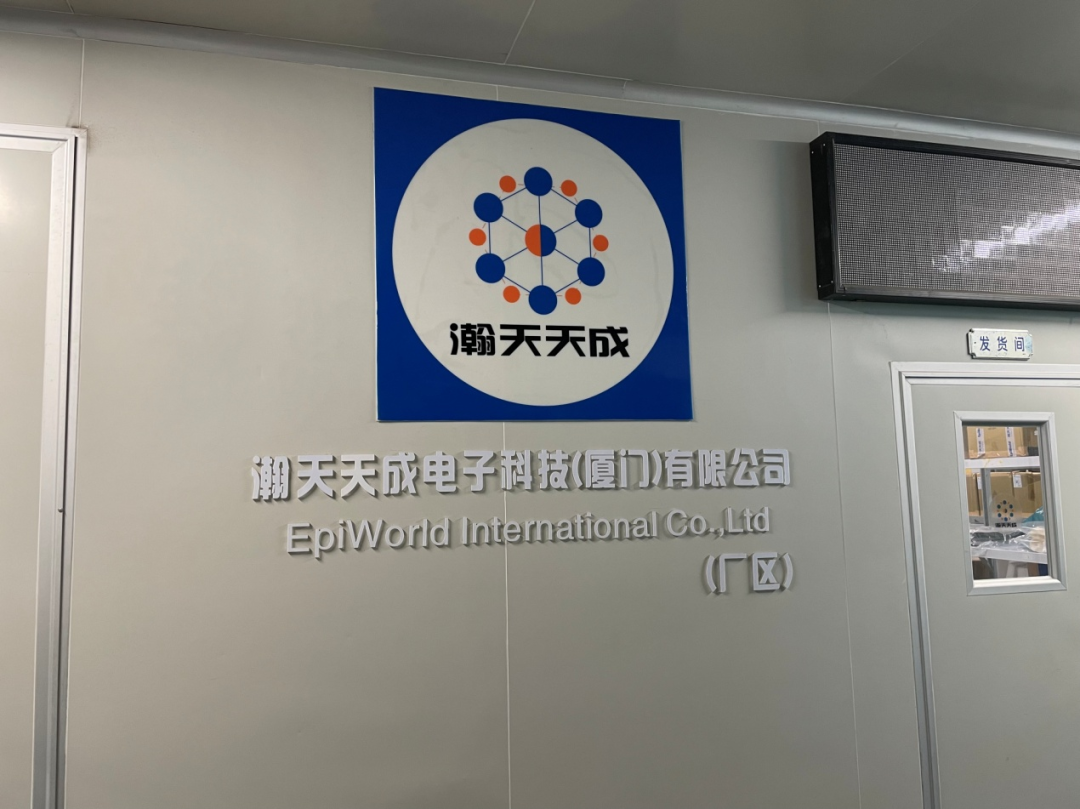 瀚天天成
发货间
瀚天天成电子科技(厦门)有限公司
EpiWorld International Co.,Ltd
(厂区)